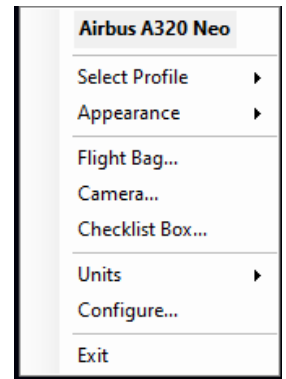 Airbus A320 Neo
Select Profile
Appearance
Flight Bag...
Camera...
Checklist Box...
Units
Configure...
Exit